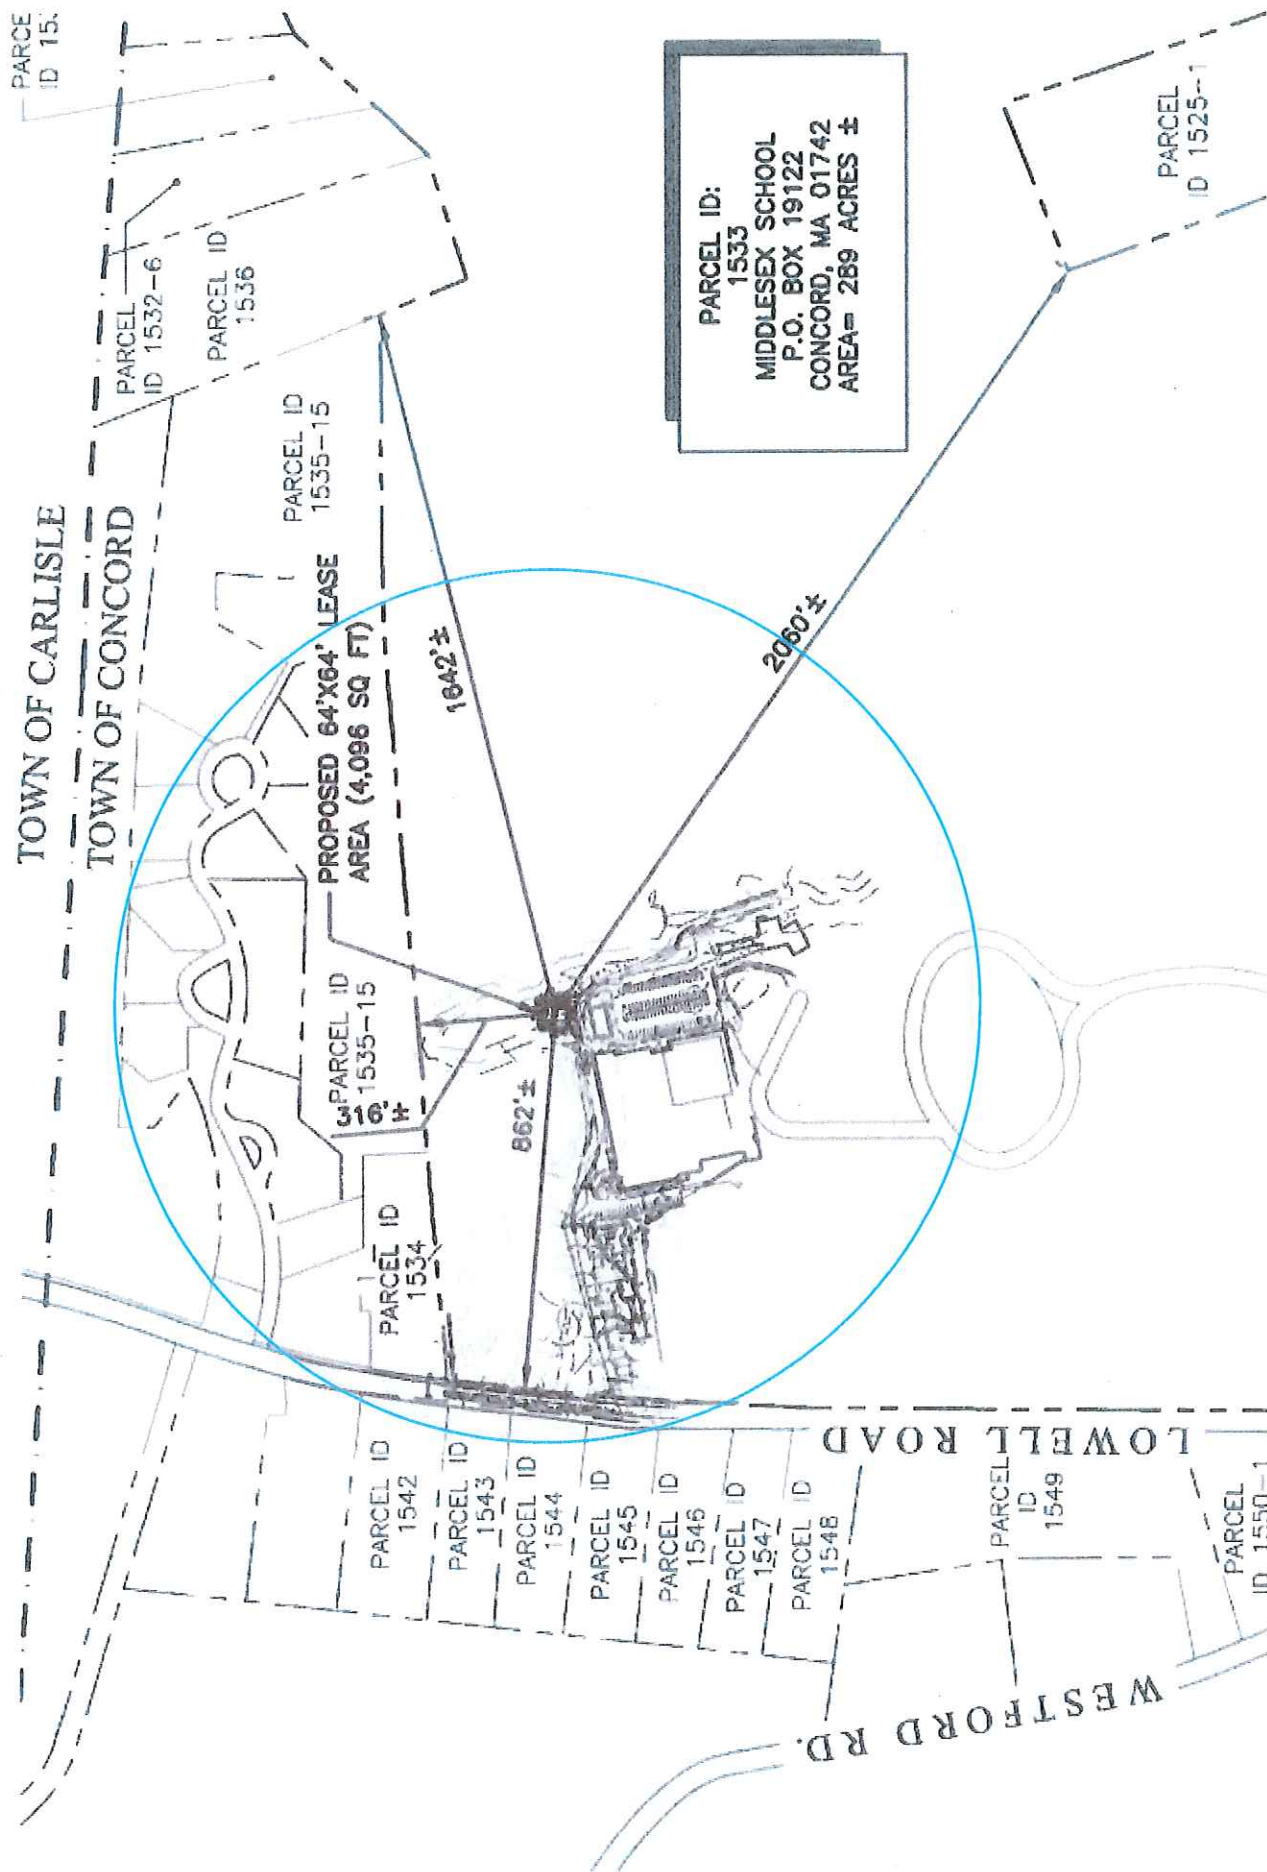 TOWN OF CARLISLE
TOWN OF CONCORD
PARCEL
ID 1532-6
PARCEL ID
1536
PARCEL ID
1535-15
PROPOSED 64'X64' LEASE
AREA (4,096 SQ FT)
1642'±
2060'±
862'±
316'±
PARCEL ID
1535-15
PARCEL ID
1534
PARCEL ID:
1533
MIDDLESEX SCHOOL
P.O. BOX 19122
CONCORD, MA 01742
AREA= 289 ACRES ±
PARCEL
ID 1525--1
PARCEL ID
1542
PARCEL ID
1543
PARCEL ID
1544
PARCEL ID
1545
PARCEL ID
1546
PARCEL ID
1547
PARCEL ID
1548
PARCEL
ID
1549
PARCEL
ID 1550-1
LOWELL ROAD
WESTFORD RD.